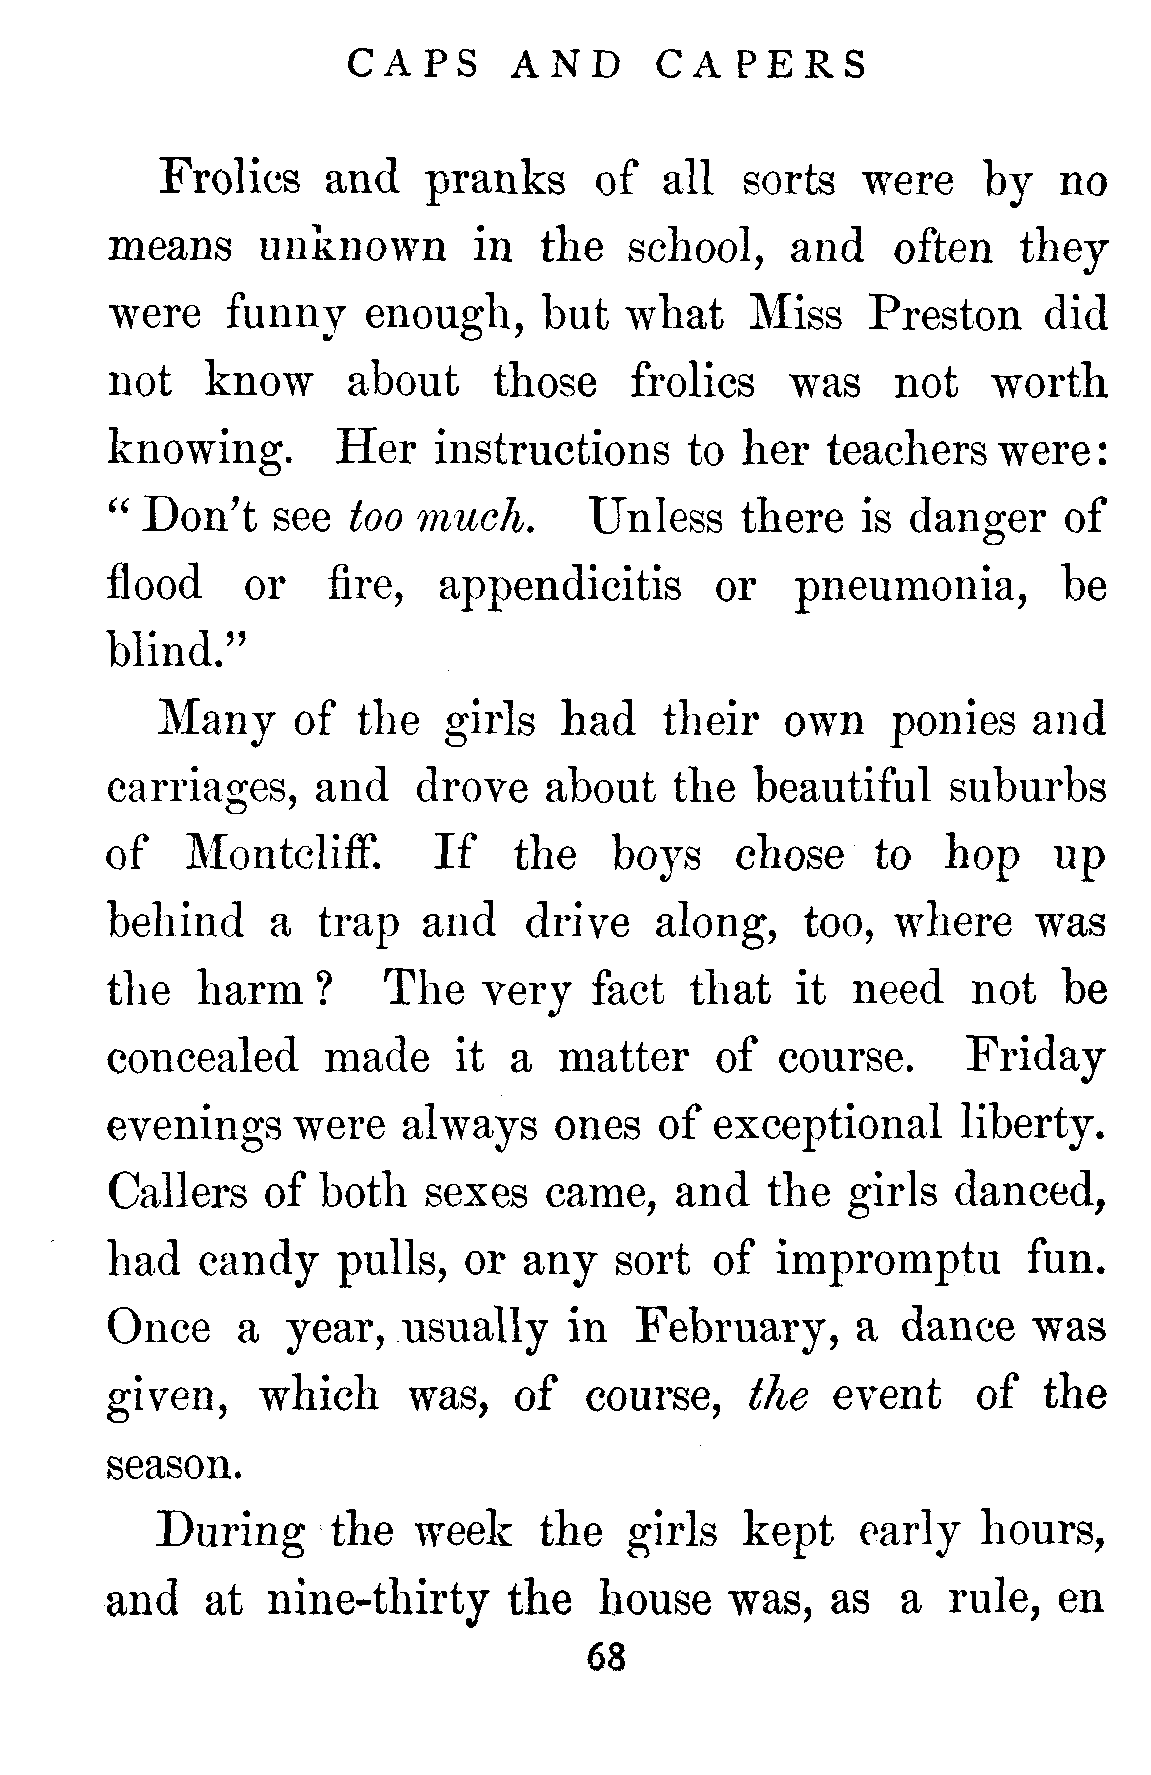 CAPS AND CAPERS
Frolics and pranks of all sorts were by no
means unknown in the school, and often they
were funny enough, but what Miss Preston did
not know about those frolics was not worth
knowing. Her instructions to her teachers were:
“Don’t see too much. Unless there is danger of
flood or fire, appendicitis or pneumonia, be
blind.”
Many of the girls had their own ponies and
carriages, and drove about the beautiful suburbs
of Montcliff. If the boys chose to hop up
behind a trap and drive along, too, where was
the harm? The very fact that it need not be
concealed made it a matter of course. Friday
evenings were always ones of exceptional liberty.
Callers of both sexes came, and the girls danced,
had candy pulls, or any sort of impromptu fun.
Once a year, usually in February, a dance was
given, which was, of course, the event of the
season.
During the week the girls kept early hours,
and at nine-thirty the house was, as a rule, en
68